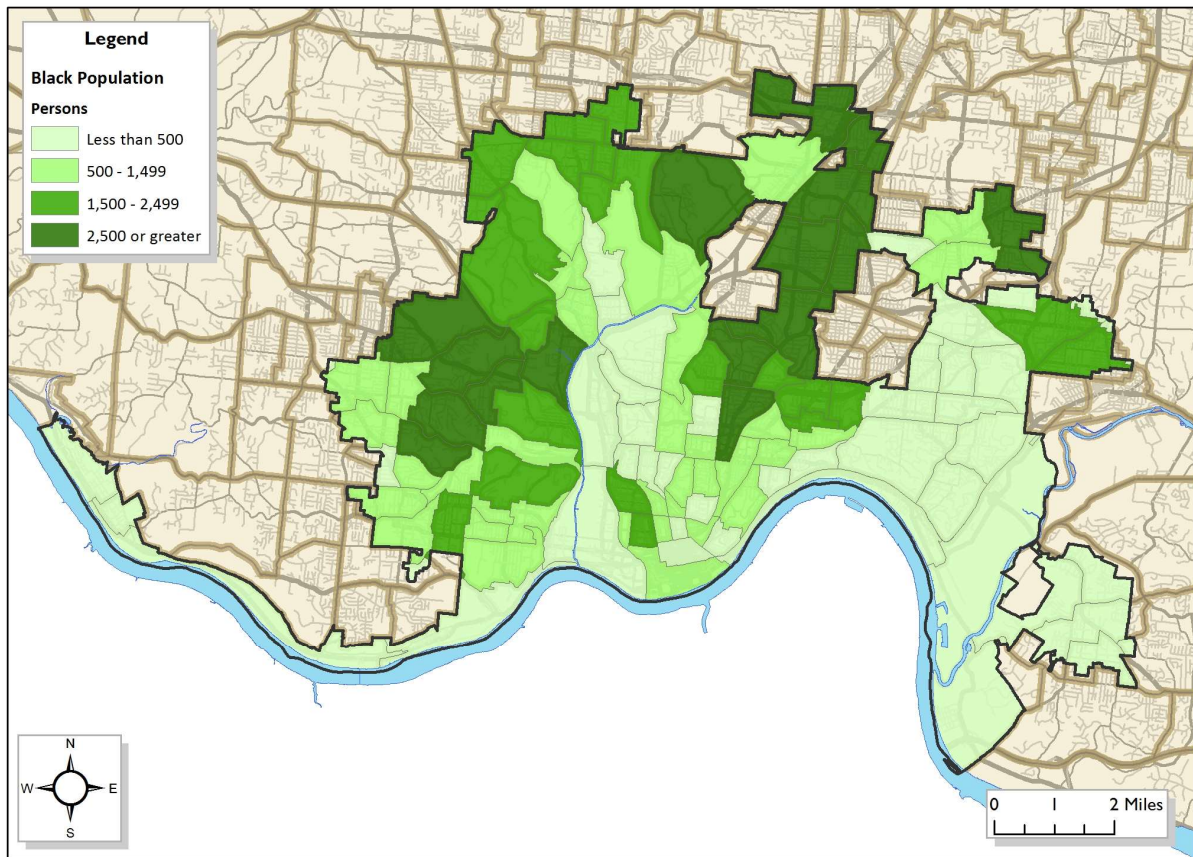 Legend
Black Population
Persons
Less than 500
500 - 1,499
1,500 - 2,499
2,500 or greater
N
W E
S
0 1 2 Miles